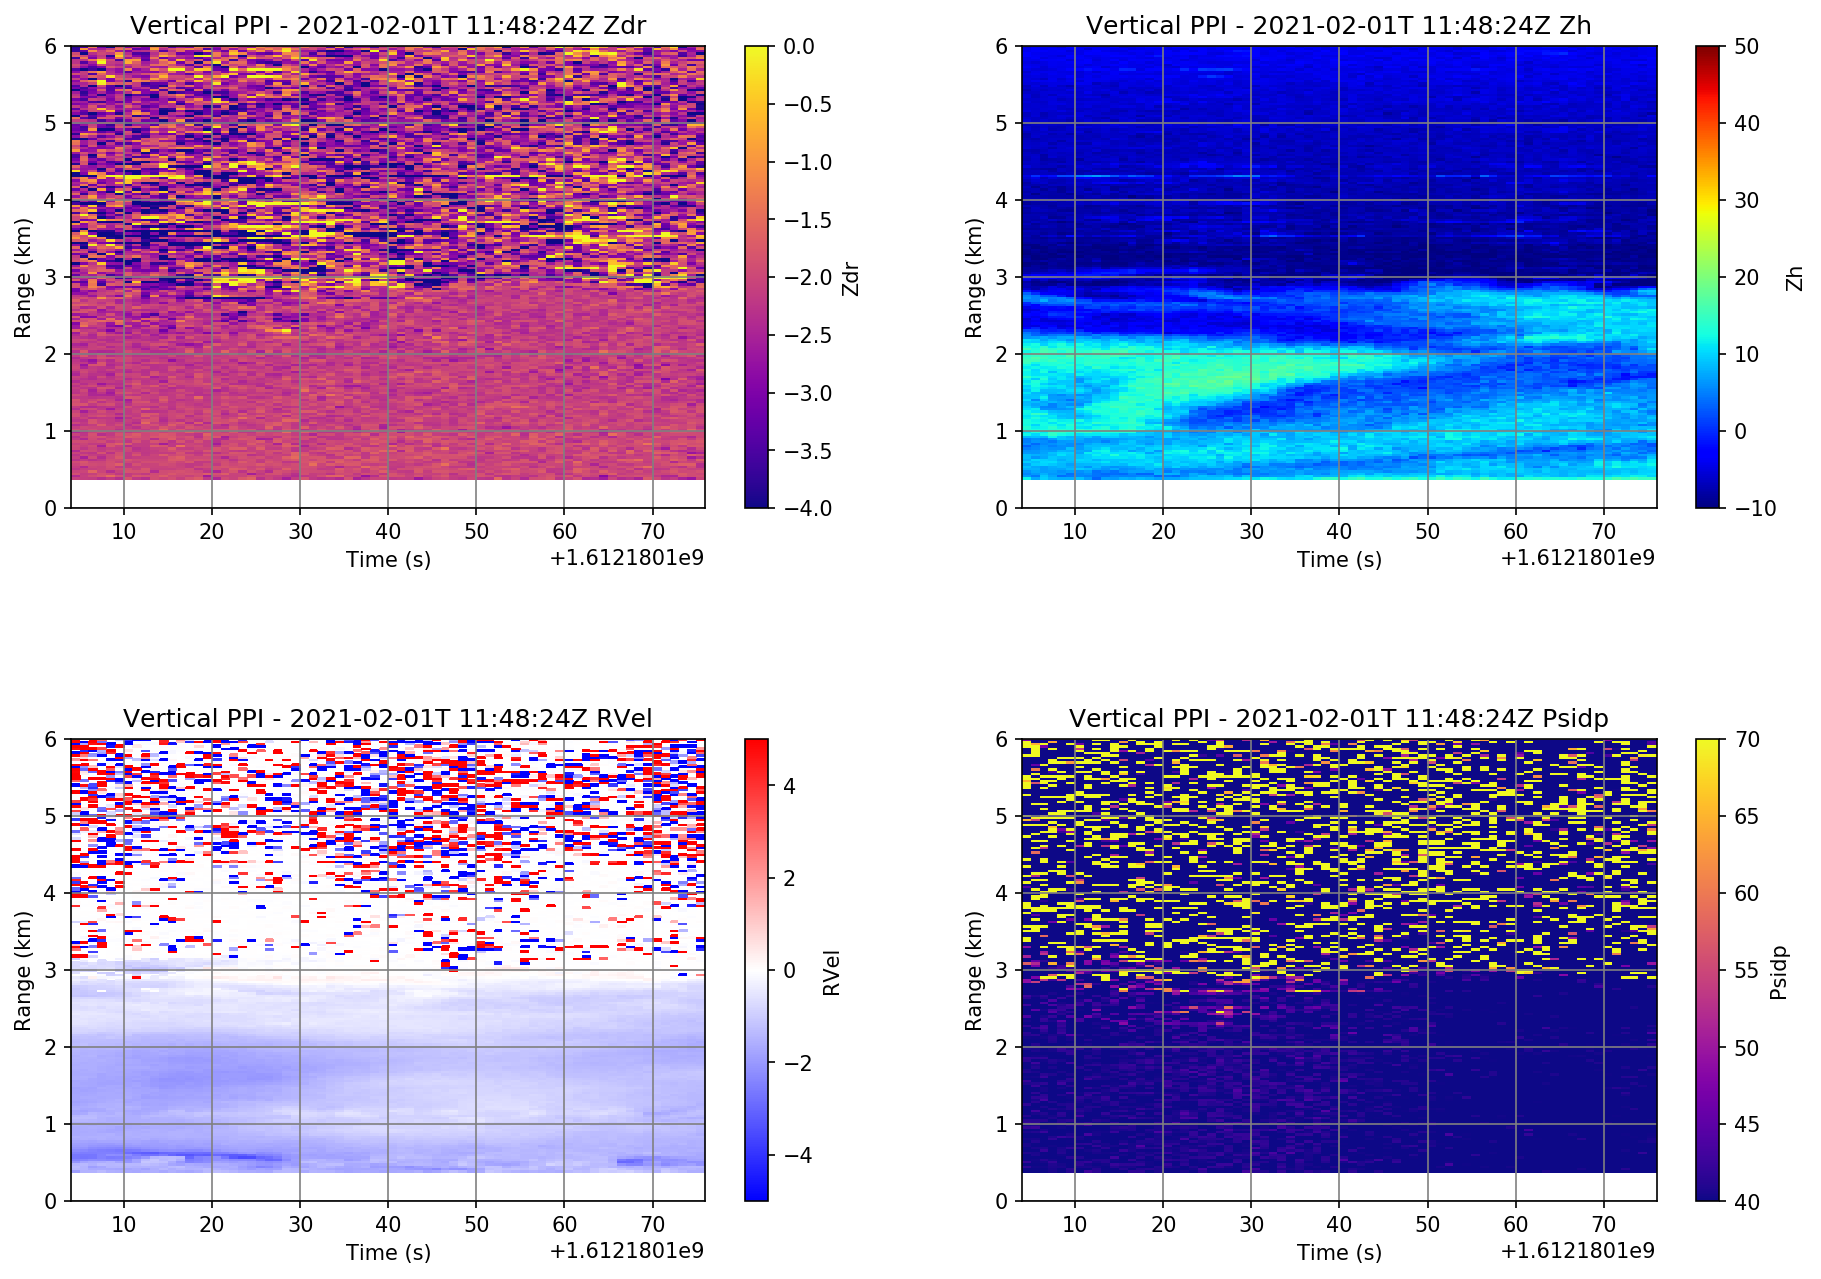 Vertical PPI - 2021-02-01T 11:48:24Z Zdr
6
5
4
3
2
1
0
Range (km)
10 20 30 40 50 60 70
Time (s)
+1.6121801e9
0.0
−0.5
−1.0
−1.5
−2.0
−2.5
−3.0
−3.5
−4.0
Zdr
Vertical PPI - 2021-02-01T 11:48:24Z Zh
6
5
4
3
2
1
0
Range (km)
10 20 30 40 50 60 70
Time (s)
+1.6121801e9
50
40
30
20
10
0
−10
Zh
Vertical PPI - 2021-02-01T 11:48:24Z RVel
6
5
4
3
2
1
0
Range (km)
10 20 30 40 50 60 70
Time (s)
+1.6121801e9
4
2
0
−2
−4
RVel
Vertical PPI - 2021-02-01T 11:48:24Z Psidp
6
5
4
3
2
1
0
Range (km)
10 20 30 40 50 60 70
Time (s)
+1.6121801e9
70
65
60
55
50
45
40
Psidp